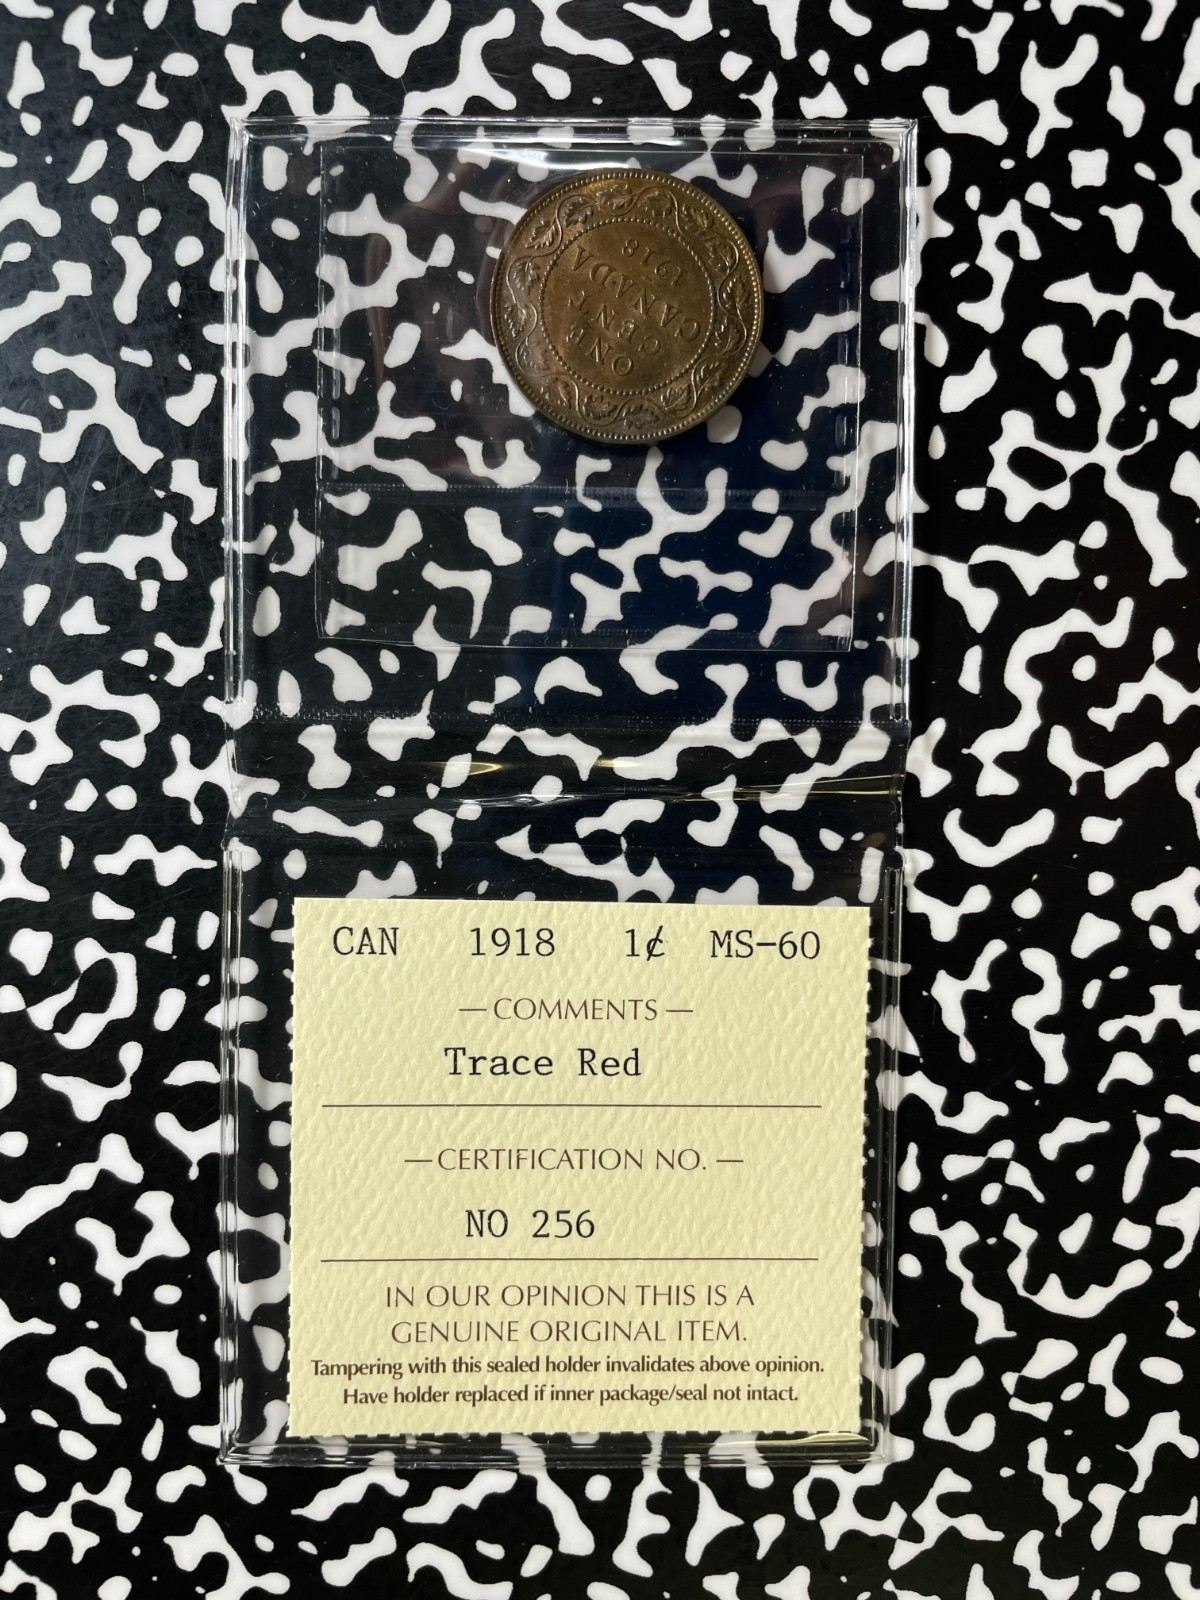 ONE
CENT
CANADA
1918
CAN 1918 1¢ MS-60
— COMMENTS —
Trace Red
— CERTIFICATION NO. —
NO 256
IN OUR OPINION THIS IS A
GENUINE ORIGINAL ITEM.
Tampering with this sealed holder invalidates above opinion.
Have holder replaced if inner package/seal not intact.